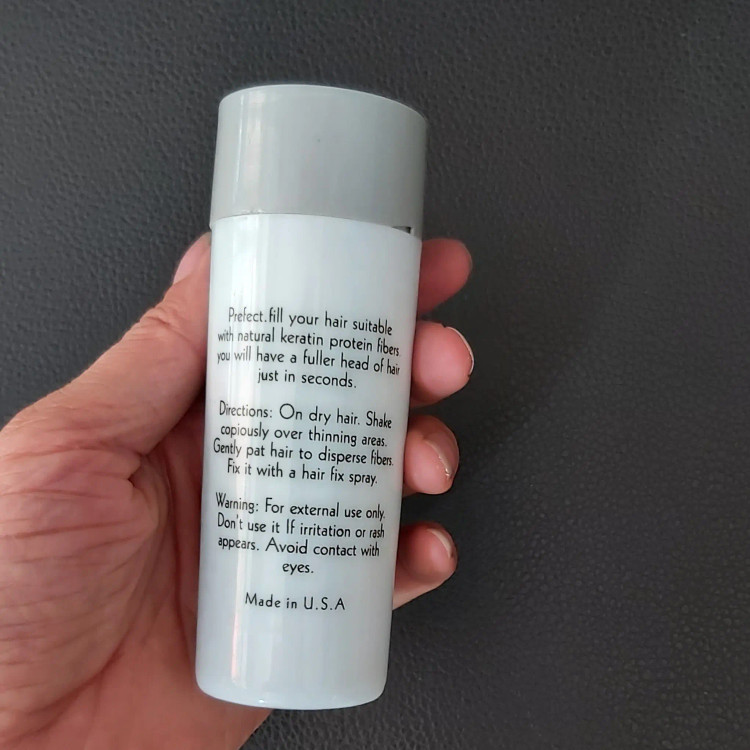 Prefect.fill your hair suitable
with natural keratin protein fibers.
you will have a fuller head of hair
just in seconds.
Directions: On dry hair. Shake
copiously over thinning areas.
Gently pat hair to disperse fibers.
Fix it with a hair fix spray.
Warning: For external use only.
Don't use it If irritation or rash
appears. Avoid contact with
eyes.
Made in U.S.A